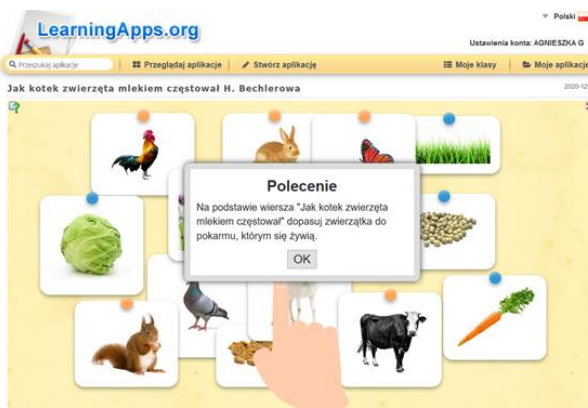 Polski
LearningApps.org
Ustawienia konta: AGNIESZKA G
Przeszukaj aplikacje
Przeglądaj aplikacje
Stwórz aplikację
Moje klasy
Moje aplikacje
Jak kotek zwierzęta mlekiem częstował H. Bechlerowa
2020-12
Polecenie
Na podstawie wiersza "Jak kotek zwierzęta
mlekiem częstował" dopasuj zwierzątka do
pokarmu, którym się żywią.
OK